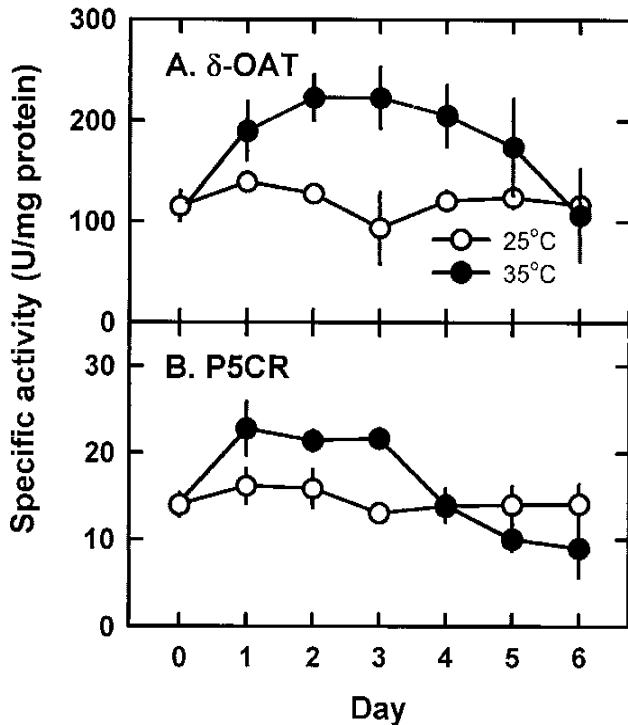 Specific activity (U/mg protein)
300
200
100
0
A. δ-OAT
25°C
35°C
30
20
10
0
B. P5CR
0 1 2 3 4 5 6
Day